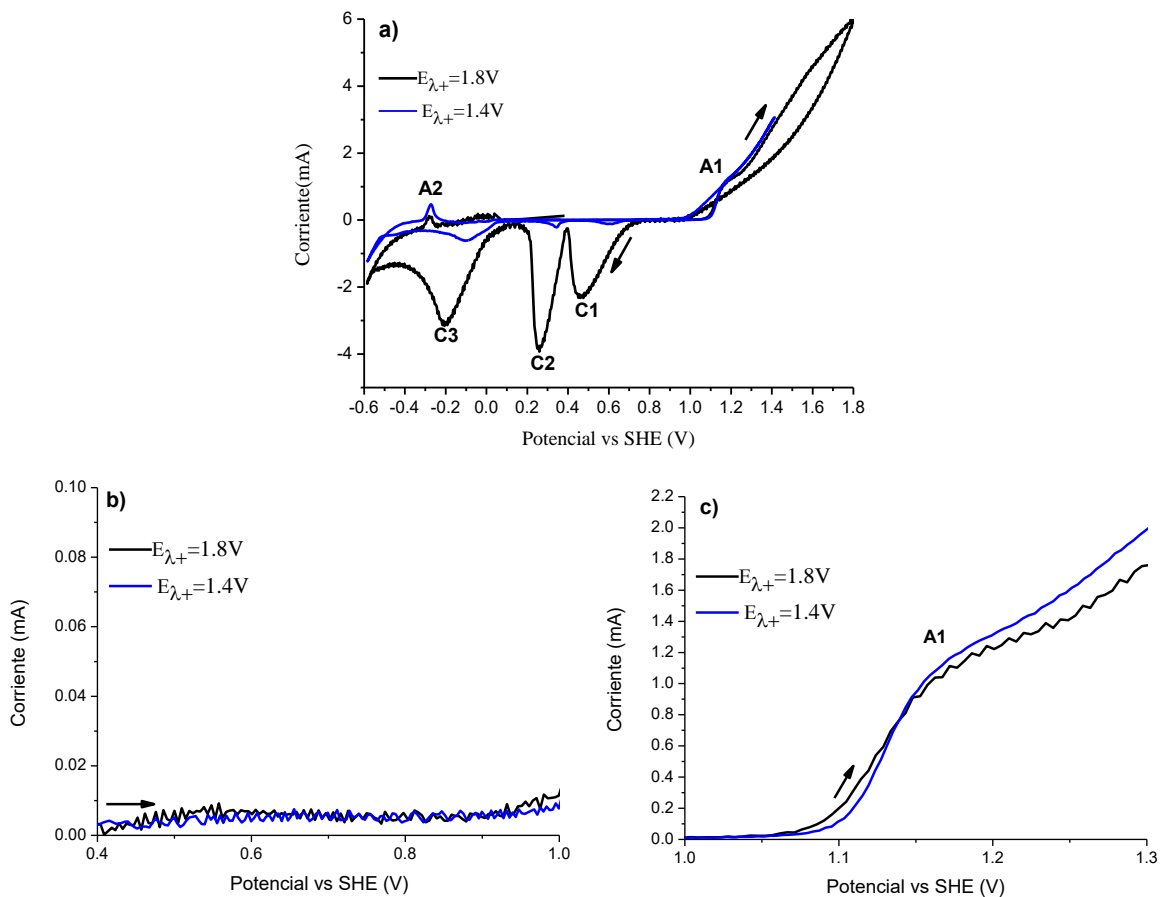 a)
E_λ+=1.8V
E_λ+=1.4V
A1
A2
C1
C2
C3
6
4
2
0
-2
-4
Corriente(mA)
-0.6 -0.4 -0.2 0.0 0.2 0.4 0.6 0.8 1.0 1.2 1.4 1.6 1.8
Potencial vs SHE (V)
b)
E_λ+=1.8V
E_λ+=1.4V
0.10
0.08
0.06
0.04
0.02
0.00
Corriente (mA)
0.4 0.6 0.8 1.0
Potencial vs SHE (V)
c)
E_λ+=1.8V
E_λ+=1.4V
A1
2.2
2.0
1.8
1.6
1.4
1.2
1.0
0.8
0.6
0.4
0.2
0.0
Corriente (mA)
1.0 1.1 1.2 1.3
Potencial vs SHE (V)